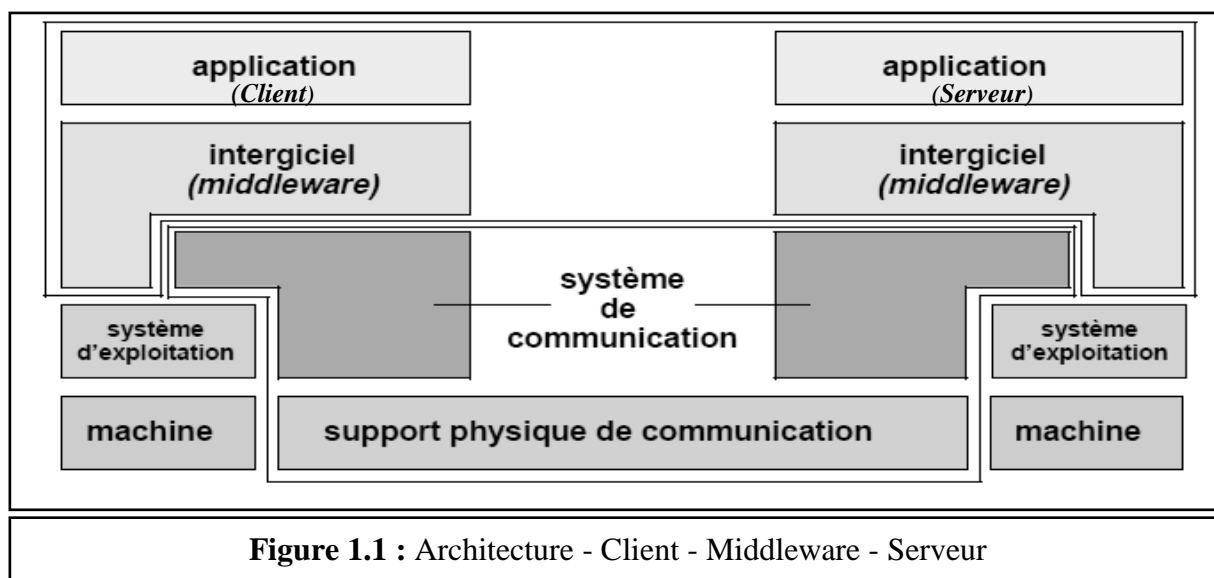 application
(Client)
application
(Serveur)
intergiciel
(middleware)
intergiciel
(middleware)
système
de
communication
système
d'exploitation
système
d'exploitation
machine
support physique de communication
machine
Figure 1.1 : Architecture - Client - Middleware - Serveur